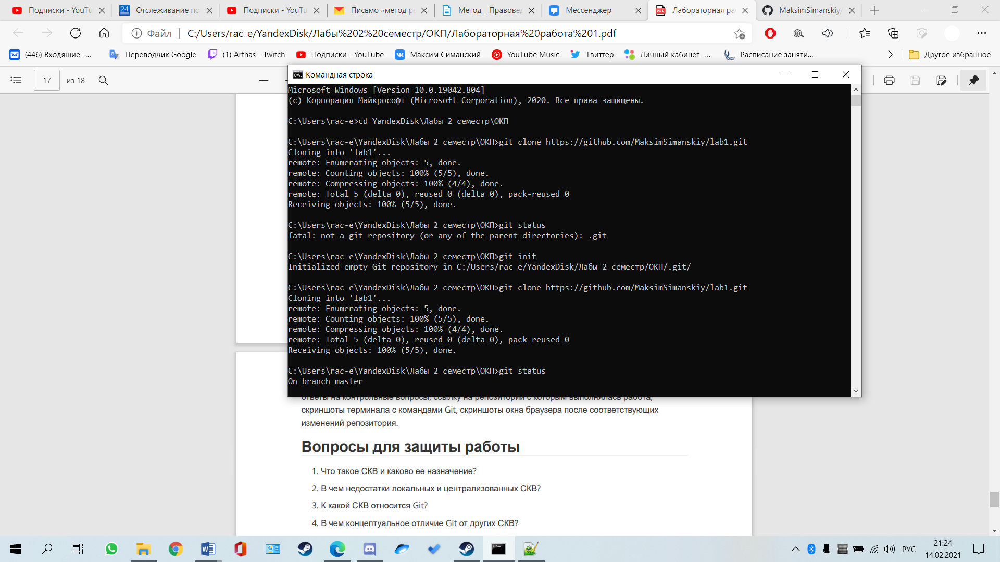 Подписки - YouTu
Отслеживание по
Подписки - YouTu
Письмо «метод р
Метод _ Правовед
Мессенджер
Лабораторная ра
MaksimSimanskiy/
Файл
C:/Users/rac-e/YandexDisk/Лабы%202%20семестр/ОКП/Лабораторная%20работа%201.pdf
(446) Входящие -...
Переводчик Google
(1) Arthas - Twitch
Подписки - YouTube
Максим Симанский
YouTube Music
Твиттер
Личный кабинет -...
Расписание заняти...
Другое избранное
17
из 18
Командная строка
Microsoft Windows [Version 10.0.19042.804]
(c) Корпорация Майкрософт (Microsoft Corporation), 2020. Все права защищены.
C:\Users\rac-e>cd YandexDisk\Лабы 2 семестр\ОКП
C:\Users\rac-e\YandexDisk\Лабы 2 семестр\ОКП>git clone https://github.com/MaksimSimanskiy/lab1.git
Cloning into 'lab1'...
remote: Enumerating objects: 5, done.
remote: Counting objects: 100% (5/5), done.
remote: Compressing objects: 100% (4/4), done.
remote: Total 5 (delta 0), reused 0 (delta 0), pack-reused 0
Receiving objects: 100% (5/5), done.
C:\Users\rac-e\YandexDisk\Лабы 2 семестр\ОКП>git status
fatal: not a git repository (or any of the parent directories): .git
C:\Users\rac-e\YandexDisk\Лабы 2 семестр\ОКП>git init
Initialized empty Git repository in C:/Users/rac-e/YandexDisk/Лабы 2 семестр/ОКП/.git/
C:\Users\rac-e\YandexDisk\Лабы 2 семестр\ОКП>git clone https://github.com/MaksimSimanskiy/lab1.git
Cloning into 'lab1'...
remote: Enumerating objects: 5, done.
remote: Counting objects: 100% (5/5), done.
remote: Compressing objects: 100% (4/4), done.
remote: Total 5 (delta 0), reused 0 (delta 0), pack-reused 0
Receiving objects: 100% (5/5), done.
C:\Users\rac-e\YandexDisk\Лабы 2 семестр\ОКП>git status
On branch master
ответы на контрольные вопросы, ссылку на репозиторий с которым выполнялась работа,
скриншоты терминала с командами Git, скриншоты окна браузера после соответствующих
изменений репозитория.
Вопросы для защиты работы
1. Что такое СКВ и каково ее назначение?
2. В чем недостатки локальных и централизованных СКВ?
3. К какой СКВ относится Git?
4. В чем концептуальное отличие Git от других СКВ?
РУС
21:24
14.02.2021